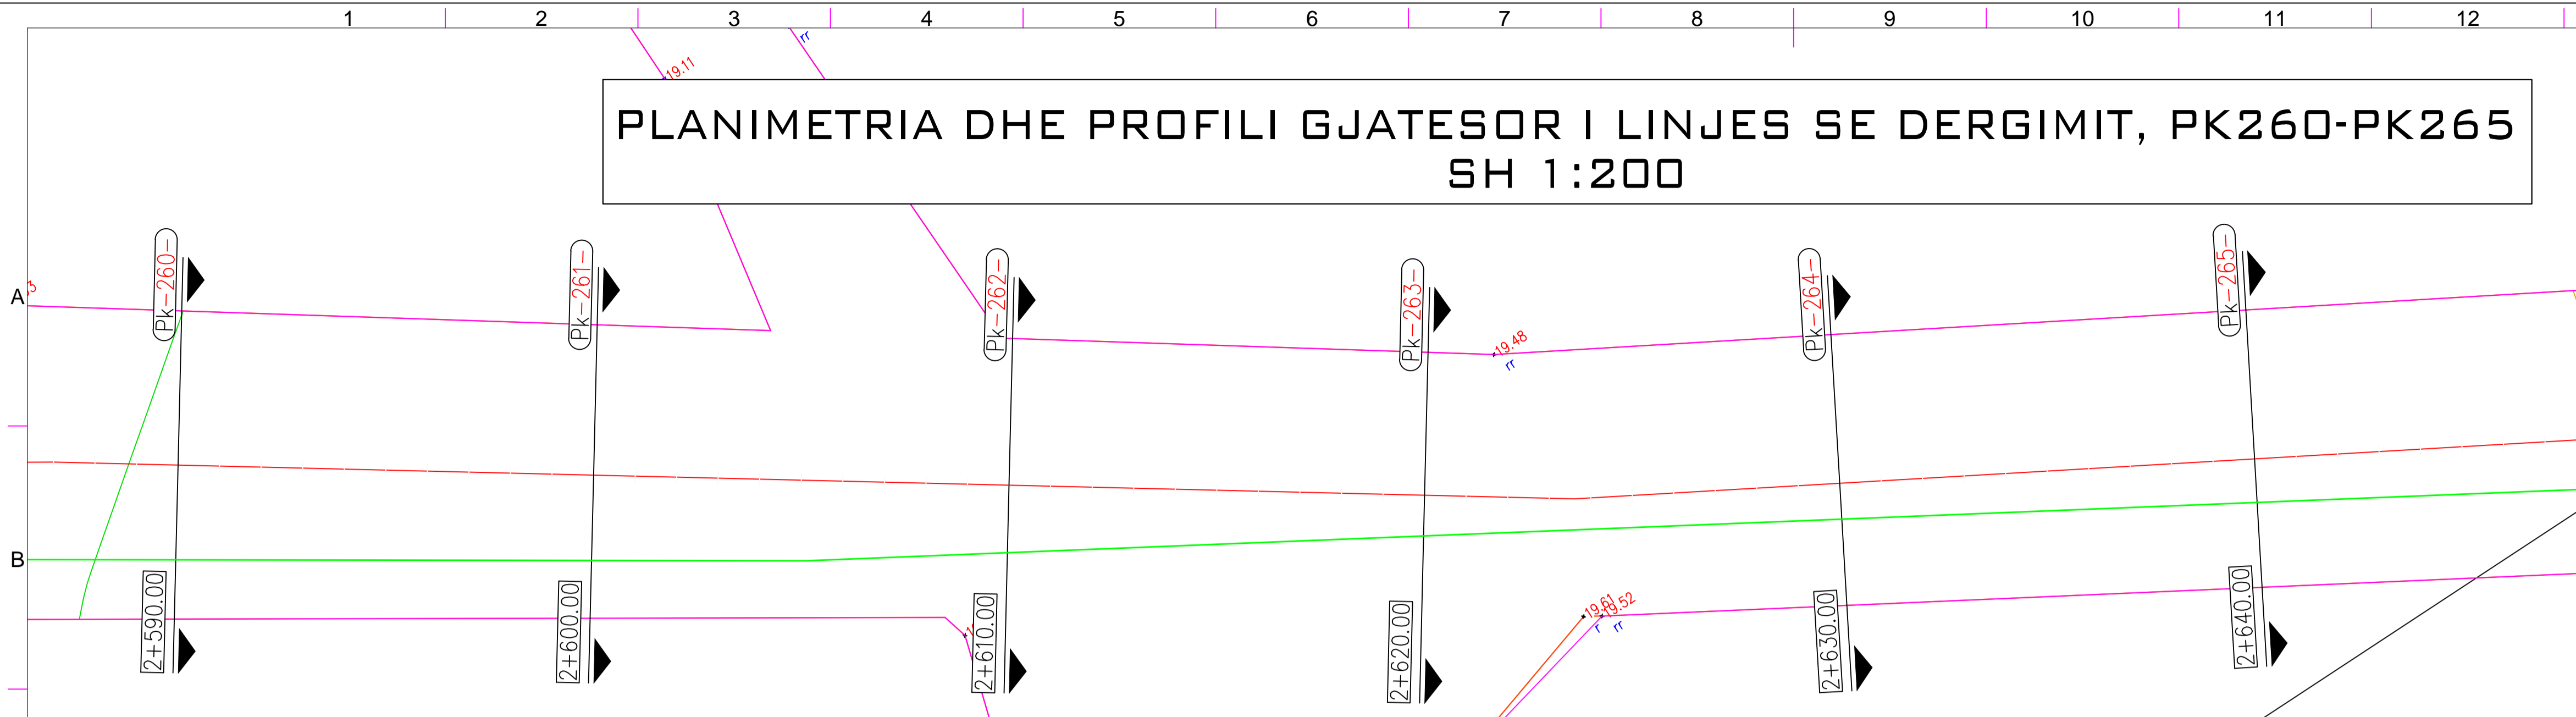 1 2 3 4 5 6 7 8 9 10 11 12
rr
19.11
PLANIMETRIA DHE PROFILI GJATESOR I LINJES SE DERGIMIT, PK260-PK265
SH 1:200
A
Pk-260-
Pk-261-
Pk-262-
Pk-263-
Pk-264-
Pk-265-
19.48
rr
B
2+590.00
2+600.00
2+610.00
2+620.00
2+630.00
2+640.00
19.61
19.52
r
rr